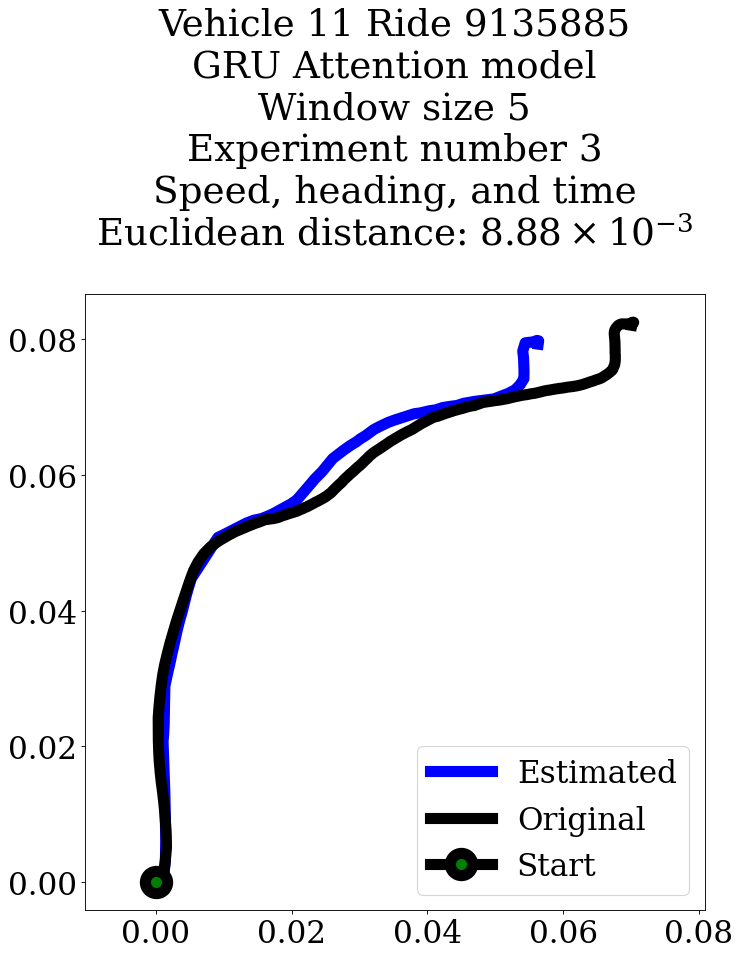 Vehicle 11 Ride 9135885
GRU Attention model
Window size 5
Experiment number 3
Speed, heading, and time
Euclidean distance: 8.88 × 10⁻³
0.08
0.06
0.04
0.02
0.00
Estimated
Original
Start
0.00 0.02 0.04 0.06 0.08